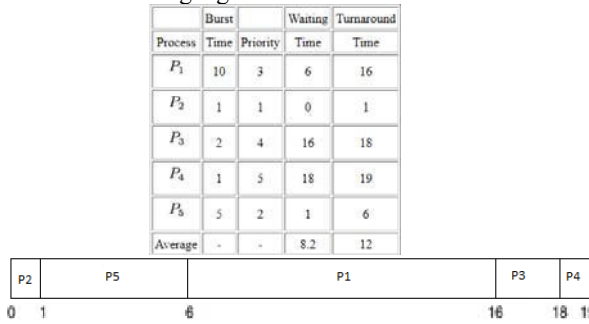 Burst Waiting Turnaround
Process Time Priority Time Time
P1 10 3 6 16
P2 1 1 0 1
P3 2 4 16 18
P4 1 5 18 19
P5 5 2 1 6
Average - - 8.2 12
P2 P5 P1 P3 P4
0 1 6 16 18